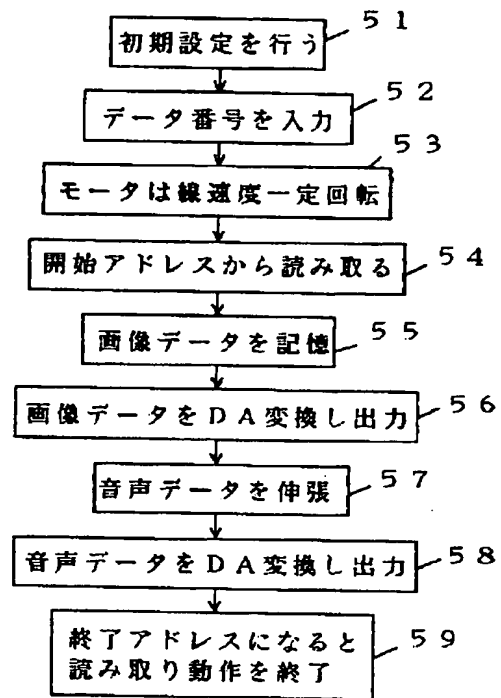 51
初期設定を行う
52
データ番号を入力
53
モータは線速度一定回転
54
開始アドレスから読み取る
55
画像データを記憶
56
画像データをDA変換し出力
57
音声データを伸張
58
音声データをDA変換し出力
59
終了アドレスになると
読み取り動作を終了